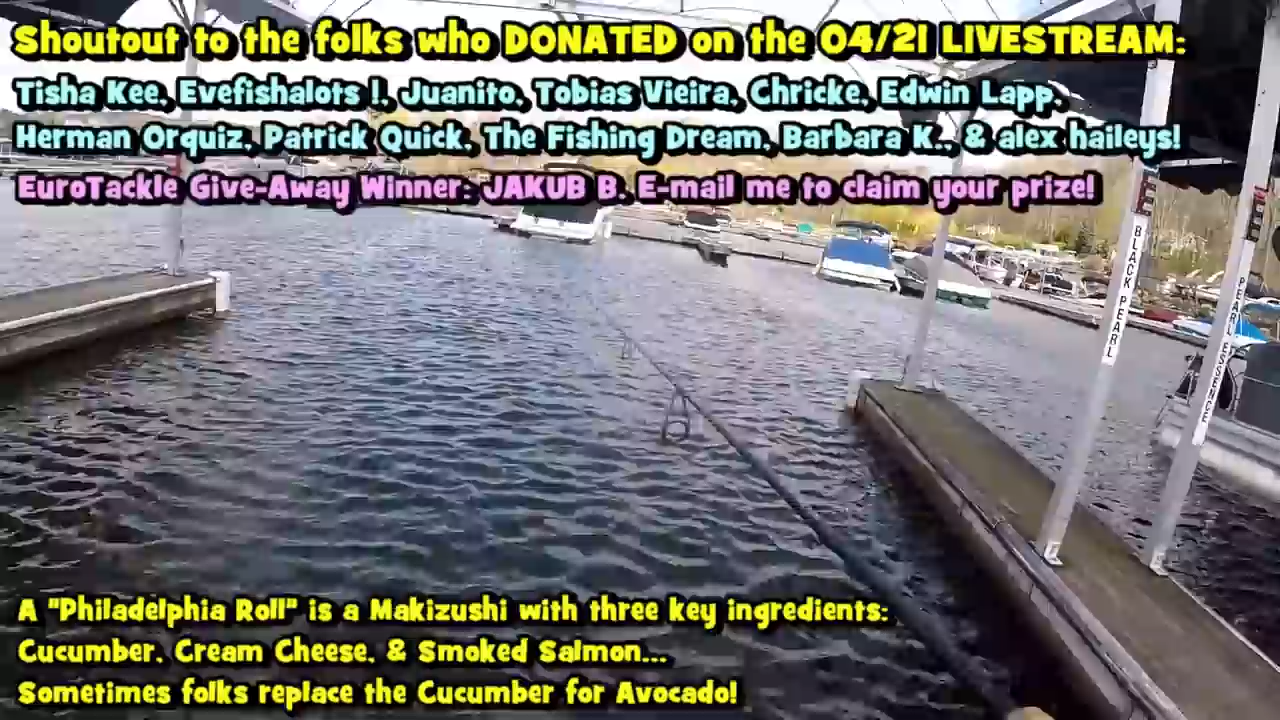 Shoutout to the folks who DONATED on the 04/21 LIVESTREAM:
Tisha Kee, Evefishalots !, Juanito, Tobias Vieira, Chricke, Edwin Lapp,
Herman Orquiz, Patrick Quick, The Fishing Dream, Barbara K., & alex haileys!
EuroTackle Give-Away Winner: JAKUB B. E-mail me to claim your prize!
BLACK PEARL
PEARL ESSENCE
A "Philadelphia Roll" is a Makizushi with three key ingredients:
Cucumber, Cream Cheese, & Smoked Salmon...
Sometimes folks replace the Cucumber for Avocado!